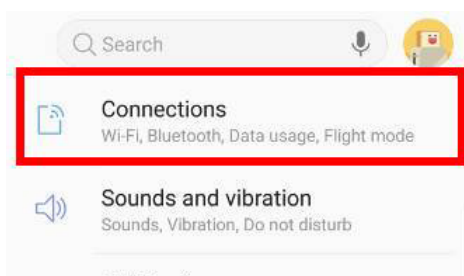 Search
Connections
Wi-Fi, Bluetooth, Data usage, Flight mode
Sounds and vibration
Sounds, Vibration, Do not disturb